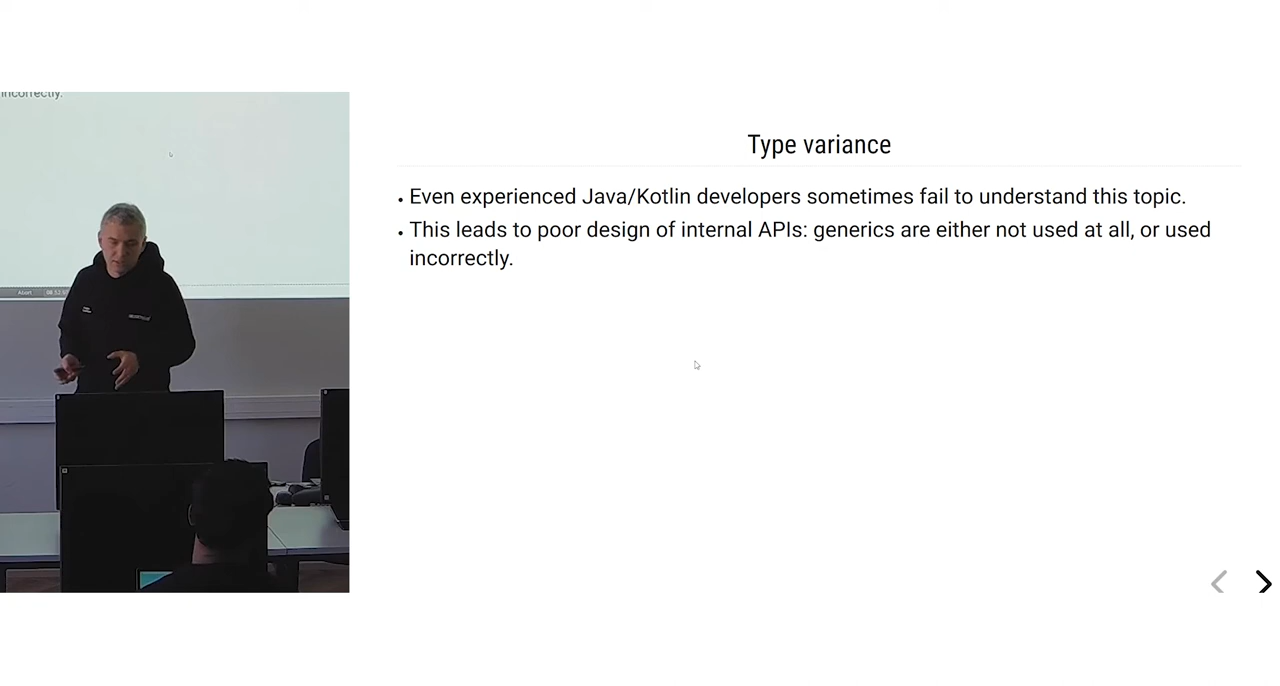 incorrectly.
Abort
Type variance
• Even experienced Java/Kotlin developers sometimes fail to understand this topic.
• This leads to poor design of internal APIs: generics are either not used at all, or used
incorrectly.